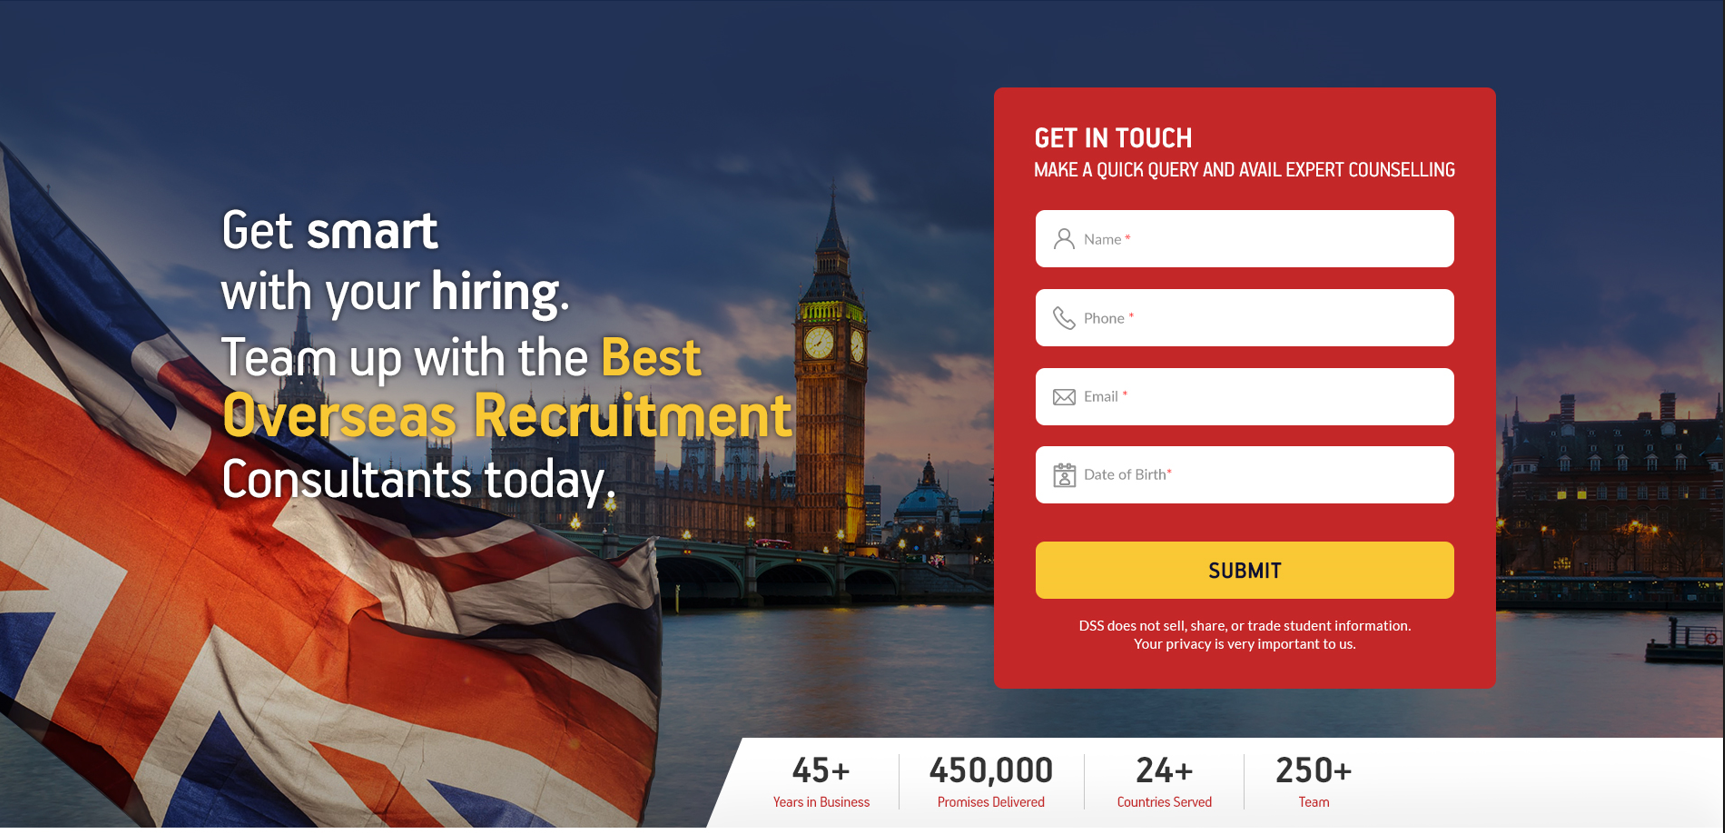 Get smart
with your hiring.
Team up with the Best
Overseas Recruitment
Consultants today.
GET IN TOUCH
MAKE A QUICK QUERY AND AVAIL EXPERT COUNSELLING
Name *
Phone *
Email *
Date of Birth*
SUBMIT
DSS does not sell, share, or trade student information.
Your privacy is very important to us.
45+
Years in Business
450,000
Promises Delivered
24+
Countries Served
250+
Team